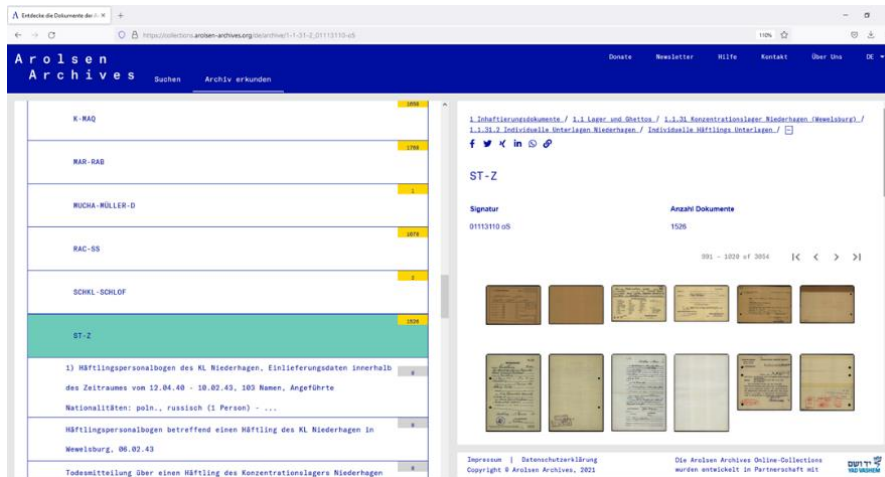 Entdecke die Dokumente der A
https://collections.arolsen-archives.org/de/archive/1-1-31-2_01113110-oS
110%
Arolsen
Archives
Suchen
Archiv erkunden
Donate
Newsletter
Hilfe
Kontakt
Über Uns
DE
K-MAQ
1650
MAR-RAB
1760
MUCHA-MÜLLER-D
1
RAC-SS
1074
SCHKL-SCHLOF
2
ST-Z
1526
1) Häftlingspersonalbogen des KL Niederhagen, Einlieferungsdaten innerhalb
des Zeitraumes vom 12.04.40 - 10.02.43, 103 Namen, Angeführte
Nationalitäten: poln., russisch (1 Person) - ...
0
Häftlingspersonalbogen betreffend einen Häftling des KL Niederhagen in
Wewelsburg, 06.02.43
0
Todesmitteilung über einen Häftling des Konzentrationslagers Niederhagen
0
1 Inhaftierungsdokumente / 1.1 Lager und Ghettos / 1.1.31 Konzentrationslager Niederhagen (Wewelsburg) /
1.1.31.2 Individuelle Unterlagen Niederhagen / Individuelle Häftlings Unterlagen /
ST-Z
Signatur
01113110 oS
Anzahl Dokumente
1526
991 - 1020 of 3054
Impressum | Datenschutzerklärung
Copyright © Arolsen Archives, 2021
Die Arolsen Archives Online-Collections
wurden entwickelt in Partnerschaft mit
יד ושם
YAD VASHEM